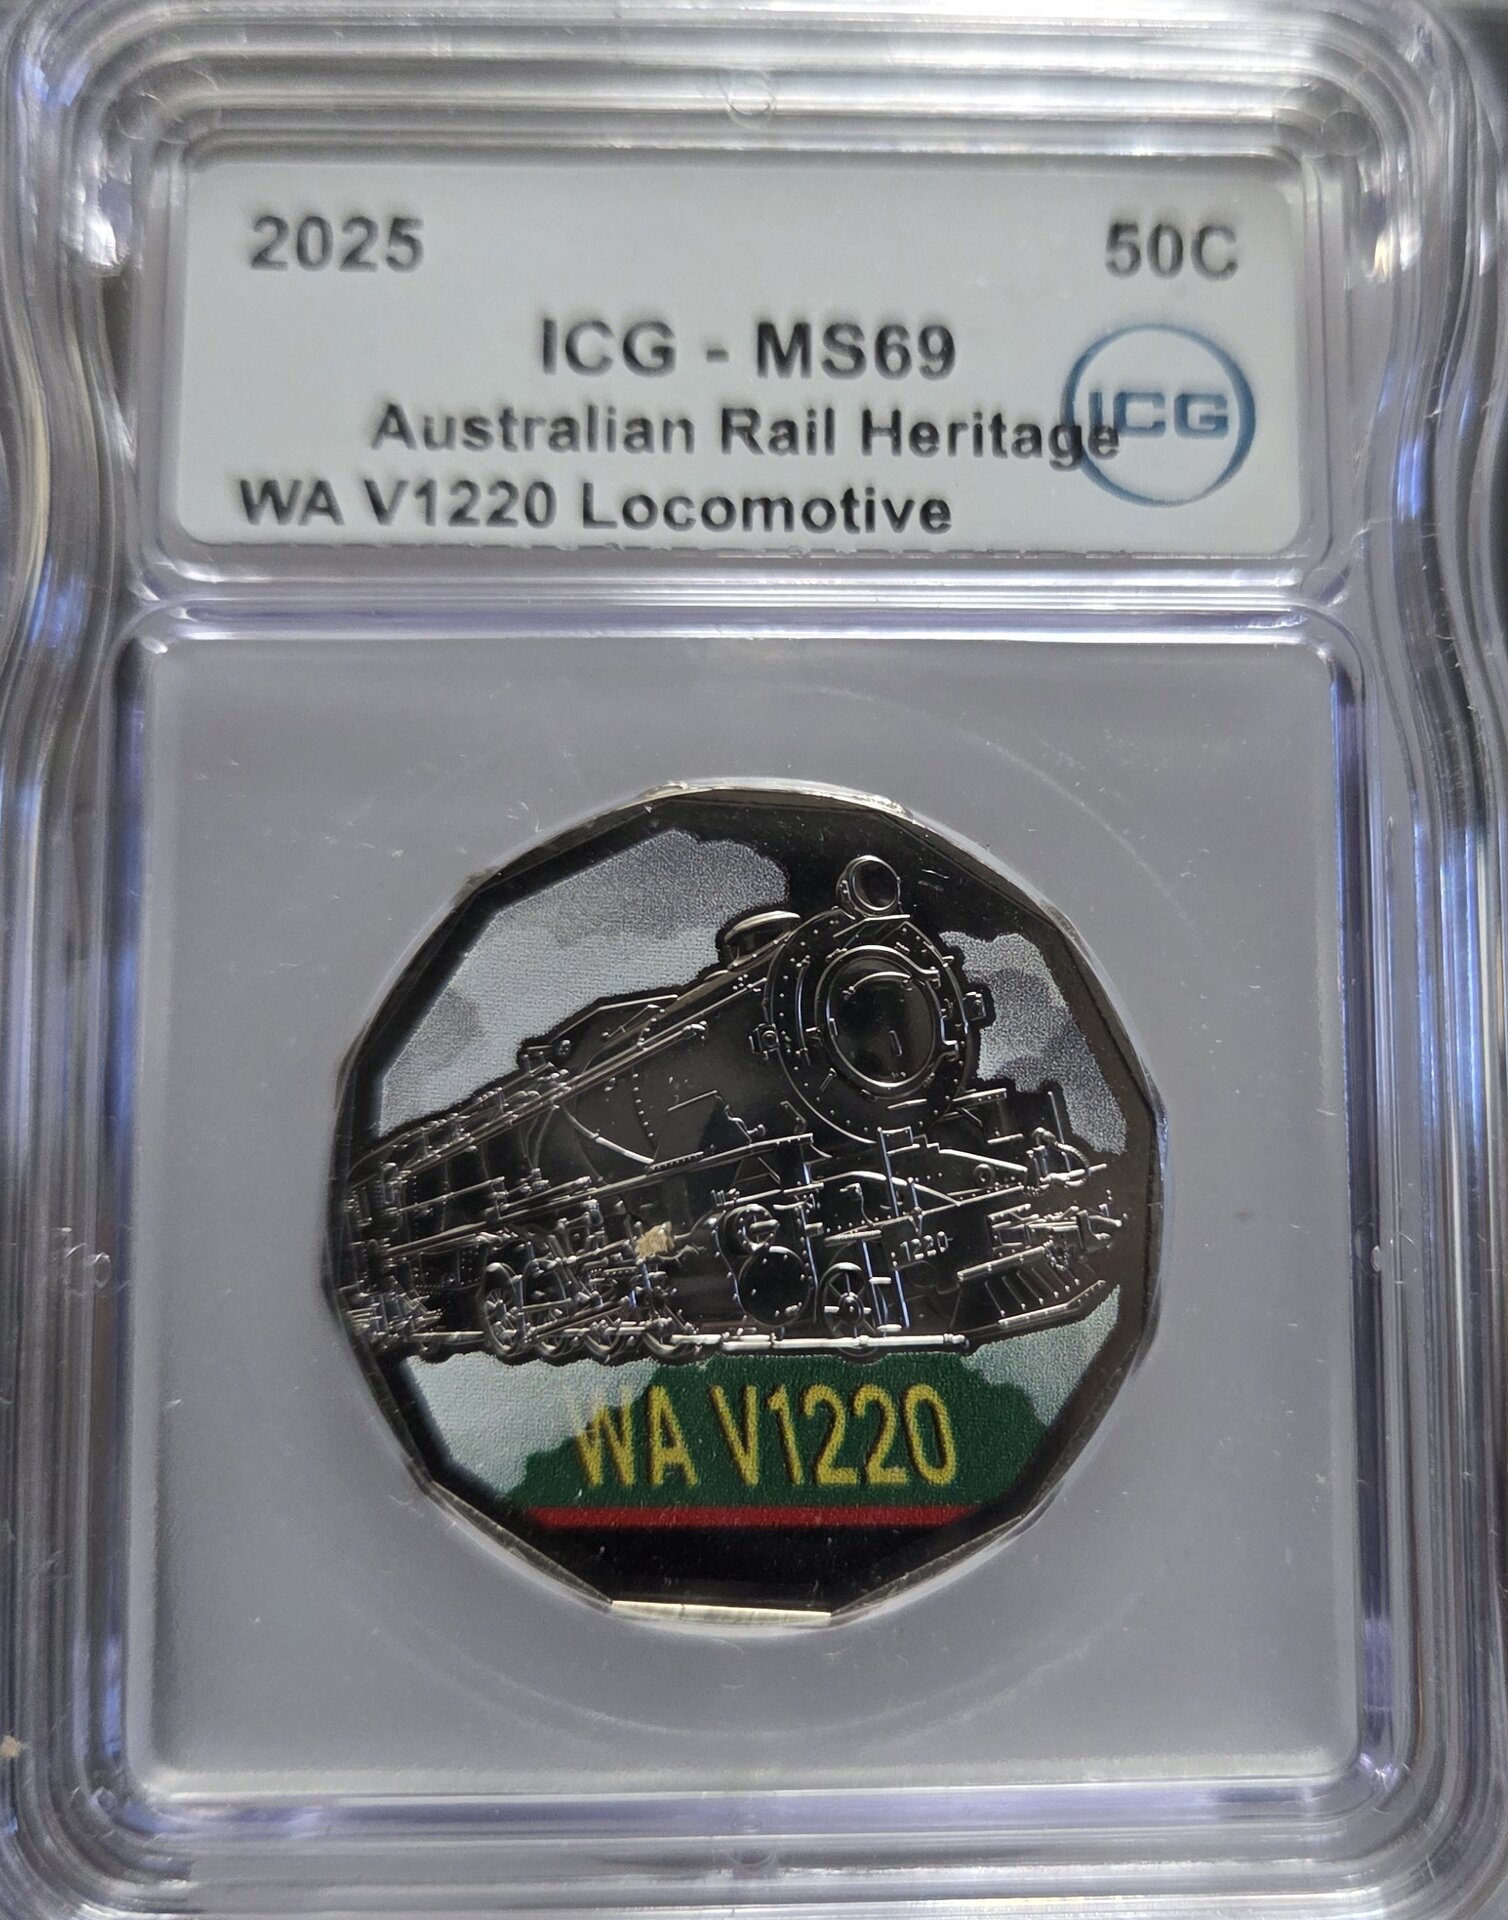 2025 50C
ICG - MS69
ICG
Australian Rail Heritage
WA V1220 Locomotive
1220
WA V1220